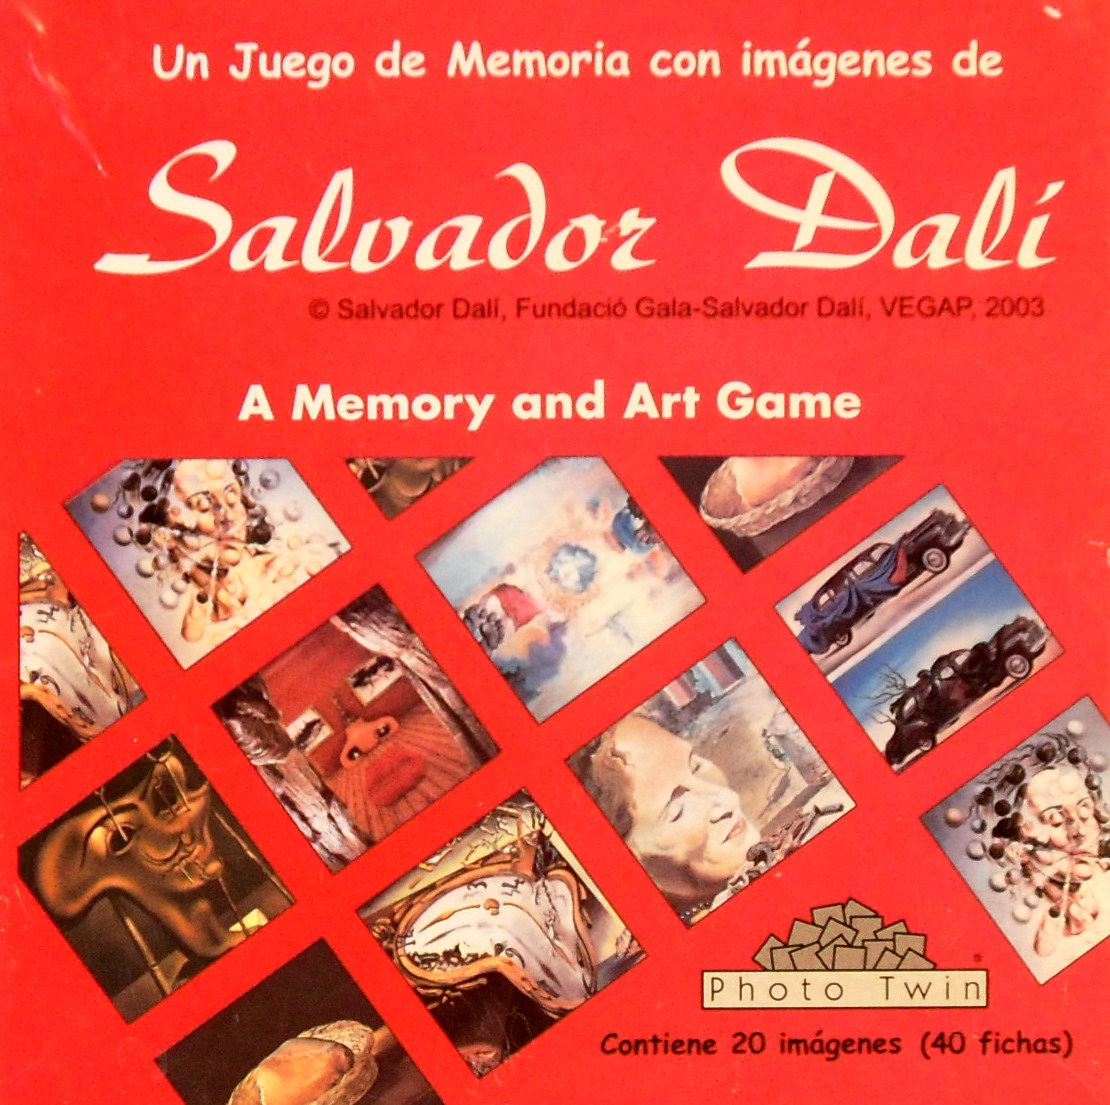 Un Juego de Memoria con imágenes de
Salvador Dalí
© Salvador Dalí, Fundació Gala-Salvador Dalí, VEGAP, 2003
A Memory and Art Game
Photo Twin
Contiene 20 imágenes (40 fichas)